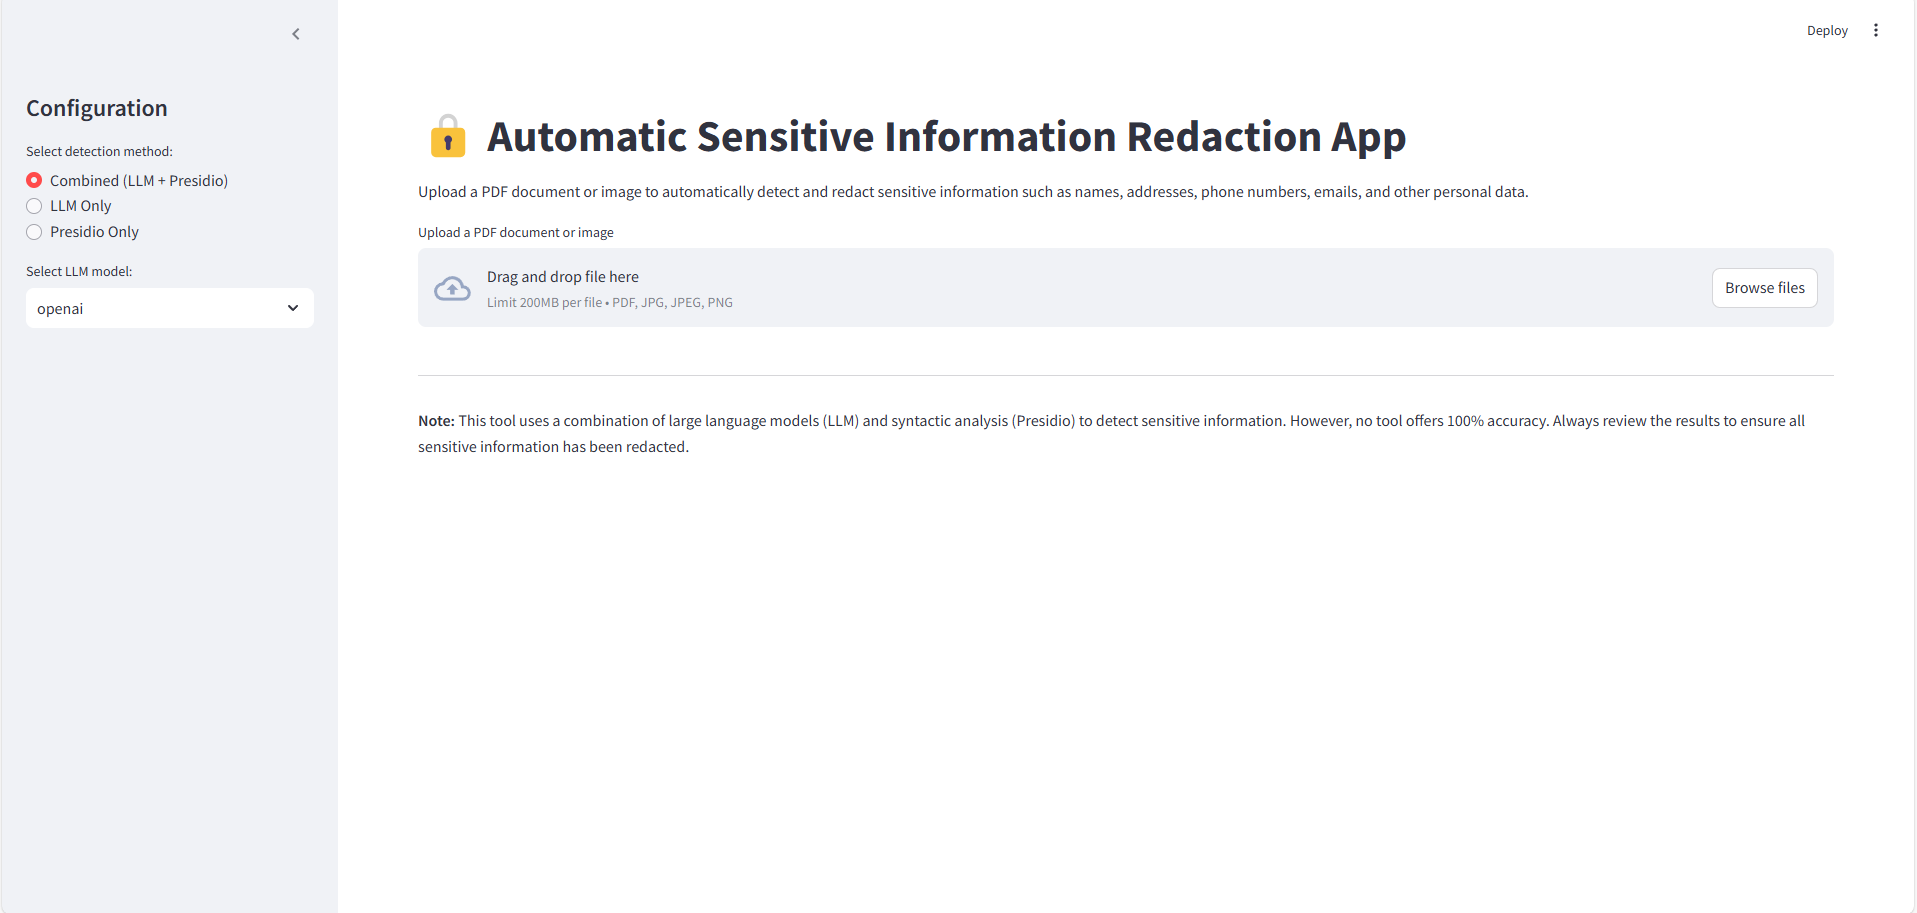 Deploy
Configuration
Select detection method:
Combined (LLM + Presidio)
LLM Only
Presidio Only
Select LLM model:
openai
Automatic Sensitive Information Redaction App
Upload a PDF document or image to automatically detect and redact sensitive information such as names, addresses, phone numbers, emails, and other personal data.
Upload a PDF document or image
Drag and drop file here
Limit 200MB per file • PDF, JPG, JPEG, PNG
Browse files
Note: This tool uses a combination of large language models (LLM) and syntactic analysis (Presidio) to detect sensitive information. However, no tool offers 100% accuracy. Always review the results to ensure all
sensitive information has been redacted.